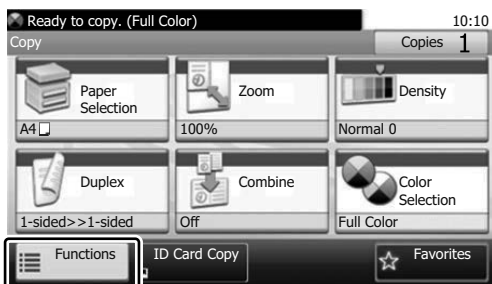 Ready to copy. (Full Color)
10:10
Copy
Copies 1
Paper
Selection
A4
Zoom
100%
Density
Normal 0
Duplex
1-sided>>1-sided
Combine
Off
Color
Selection
Full Color
Functions
ID Card Copy
Favorites